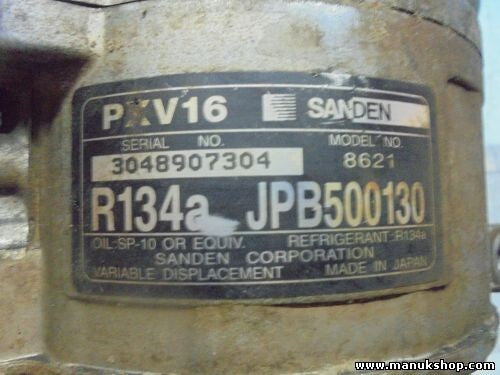 PXV16 SANDEN
SERIAL NO. MODEL NO.
3048907304 8621
R134a JPB500130
OIL:SP-10 OR EQUIV. REFRIGERANT:R134a
SANDEN CORPORATION
VARIABLE DISPLACEMENT MADE IN JAPAN
www.manukshop.com